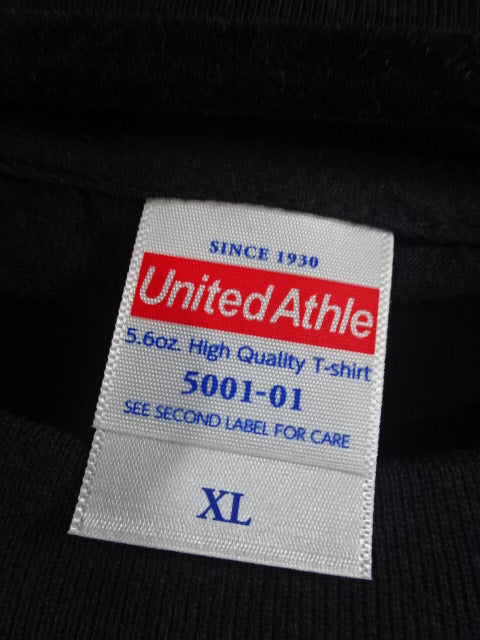 SINCE 1930
United Athle
5.6oz. High Quality T-shirt
5001-01
SEE SECOND LABEL FOR CARE
XL